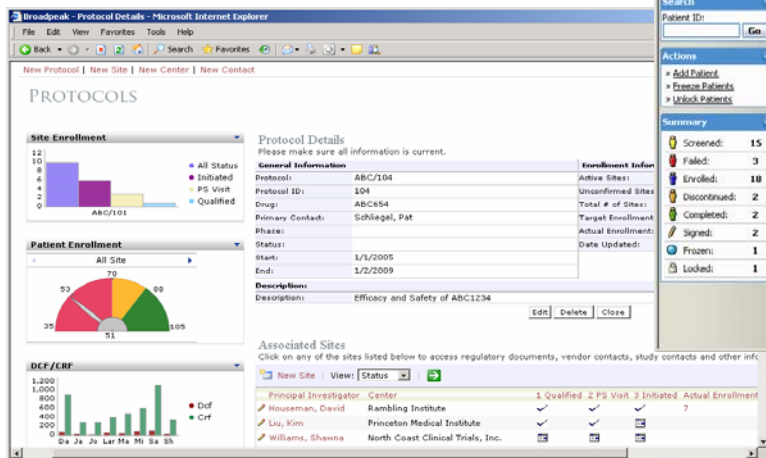 Broadpeak - Protocol Details - Microsoft Internet Explorer
File Edit View Favorites Tools Help
Back Search Favorites
New Protocol | New Site | New Center | New Contact
PROTOCOLS
Site Enrollment
12
10
8
6
4
2
0
ABC/101
All Status
Initiated
PS Visit
Qualified
Patient Enrollment
All Site
35
53
70
88
105
51
DCF/CRF
1,200
1,000
800
600
400
200
0
Da Ja Jo Lar Ma Mi Sa Sh
Dcf
Crf
Protocol Details
Please make sure all information is current.
General Information
Protocol: ABC/104
Protocol ID: 104
Drug: ABC654
Primary Contact: Schliegel, Pat
Phase:
Status:
Start: 1/1/2005
End: 1/2/2009
Enrollment Infor
Active Sites:
Unconfirmed Sites
Total # of Sites:
Target Enrollment
Actual Enrollment:
Date Updated:
Description:
Description: Efficacy and Safety of ABC1234
Edit Delete Close
Associated Sites
Click on any of the sites listed below to access regulatory documents, vendor contacts, study contacts and other info
New Site View: Status
Principal Investigator Center 1 Qualified 2 PS Visit 3 Initiated Actual Enrollment
Houseman, David Rambling Institute 7
Liu, Kim Princeton Medical Institute
Williams, Shawna North Coast Clinical Trials, Inc.
Search
Patient ID:
Go
Actions
» Add Patient
» Freeze Patients
» Unlock Patients
Summary
Screened: 15
Failed: 3
Enrolled: 10
Discontinued: 2
Completed: 2
Signed: 2
Frozen: 1
Locked: 1